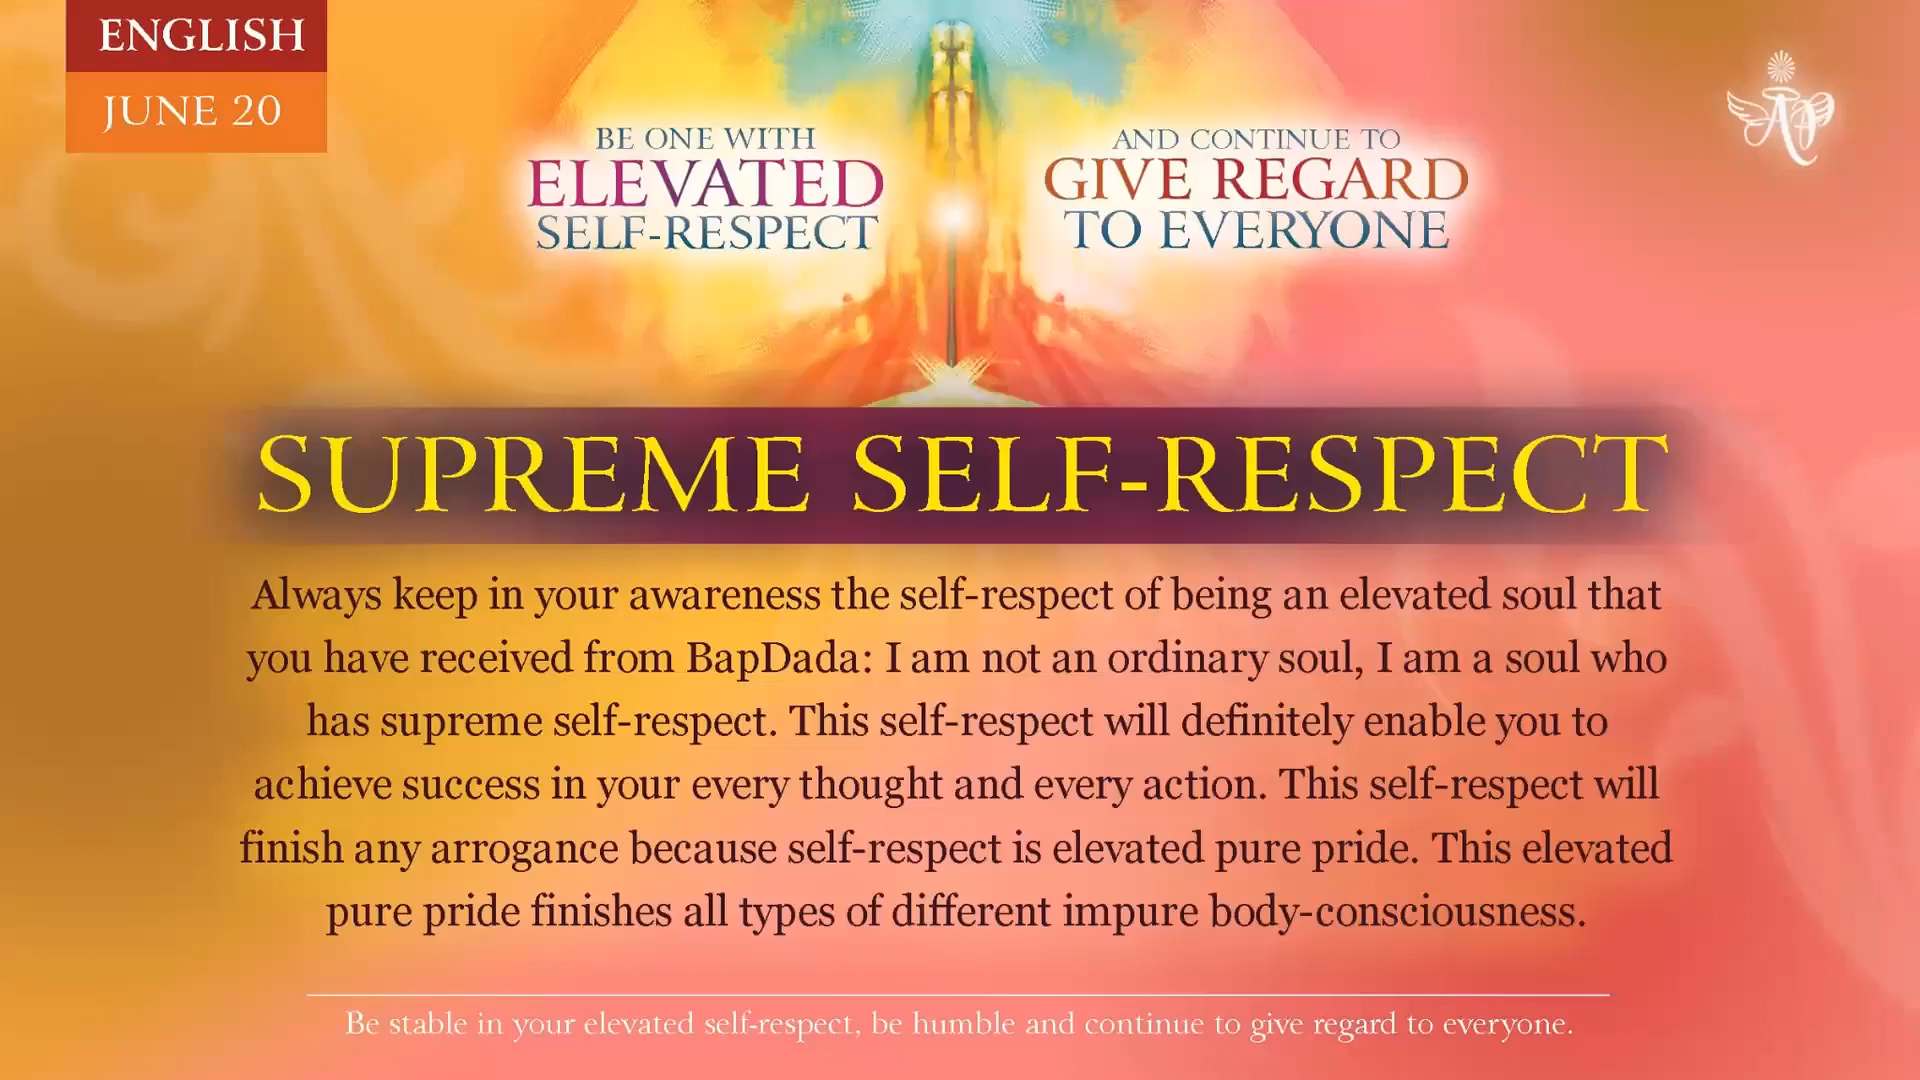 ENGLISH
JUNE 20
BE ONE WITH
ELEVATED
SELF-RESPECT
AND CONTINUE TO
GIVE REGARD
TO EVERYONE
SUPREME SELF-RESPECT
Always keep in your awareness the self-respect of being an elevated soul that
you have received from BapDada: I am not an ordinary soul, I am a soul who
has supreme self-respect. This self-respect will definitely enable you to
achieve success in your every thought and every action. This self-respect will
finish any arrogance because self-respect is elevated pure pride. This elevated
pure pride finishes all types of different impure body-consciousness.
Be stable in your elevated self-respect, be humble and continue to give regard to everyone.